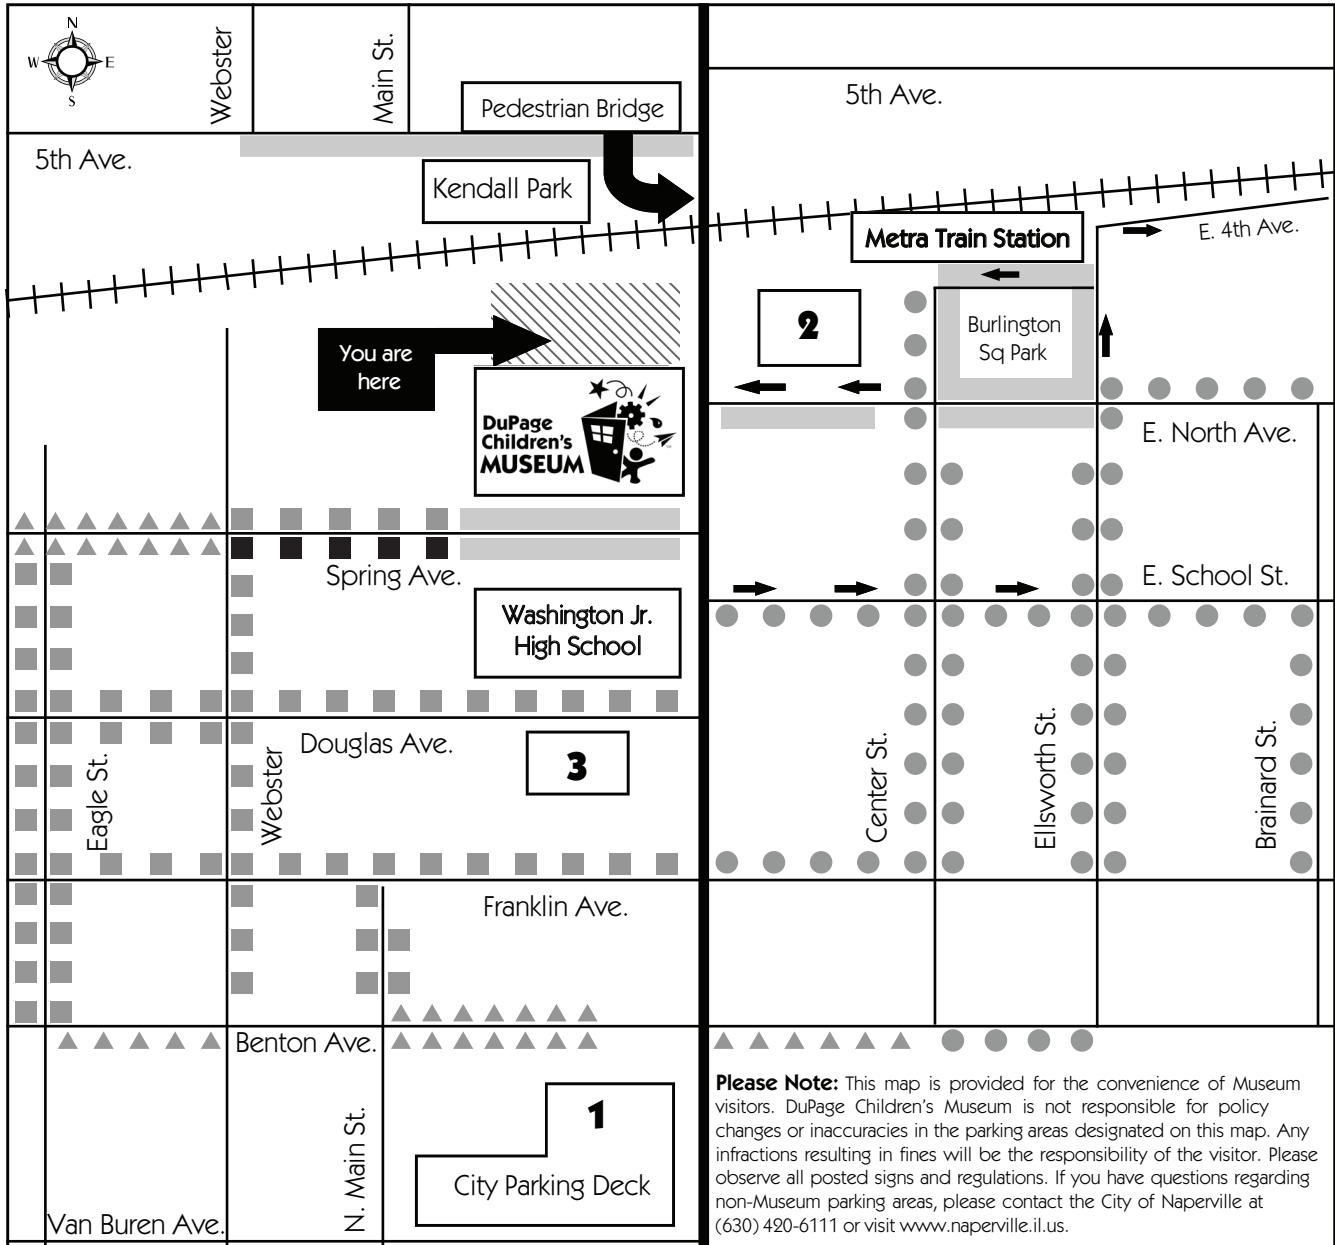 N
W
E
S
Webster
Main St.
Pedestrian Bridge
5th Ave.
5th Ave.
Kendall Park
Metra Train Station
E. 4th Ave.
You are
here
2
Burlington
Sq Park
DuPage
Children's
MUSEUM
E. North Ave.
Spring Ave.
E. School St.
Washington Jr.
High School
Eagle St.
Webster
Douglas Ave.
3
Center St.
Ellsworth St.
Brainard St.
Franklin Ave.
Benton Ave.
1
City Parking Deck
N. Main St.
Van Buren Ave.
Please Note: This map is provided for the convenience of Museum
visitors. DuPage Children's Museum is not responsible for policy
changes or inaccuracies in the parking areas designated on this map. Any
infractions resulting in fines will be the responsibility of the visitor. Please
observe all posted signs and regulations. If you have questions regarding
non-Museum parking areas, please contact the City of Naperville at
(630) 420-6111 or visit www.naperville.il.us.